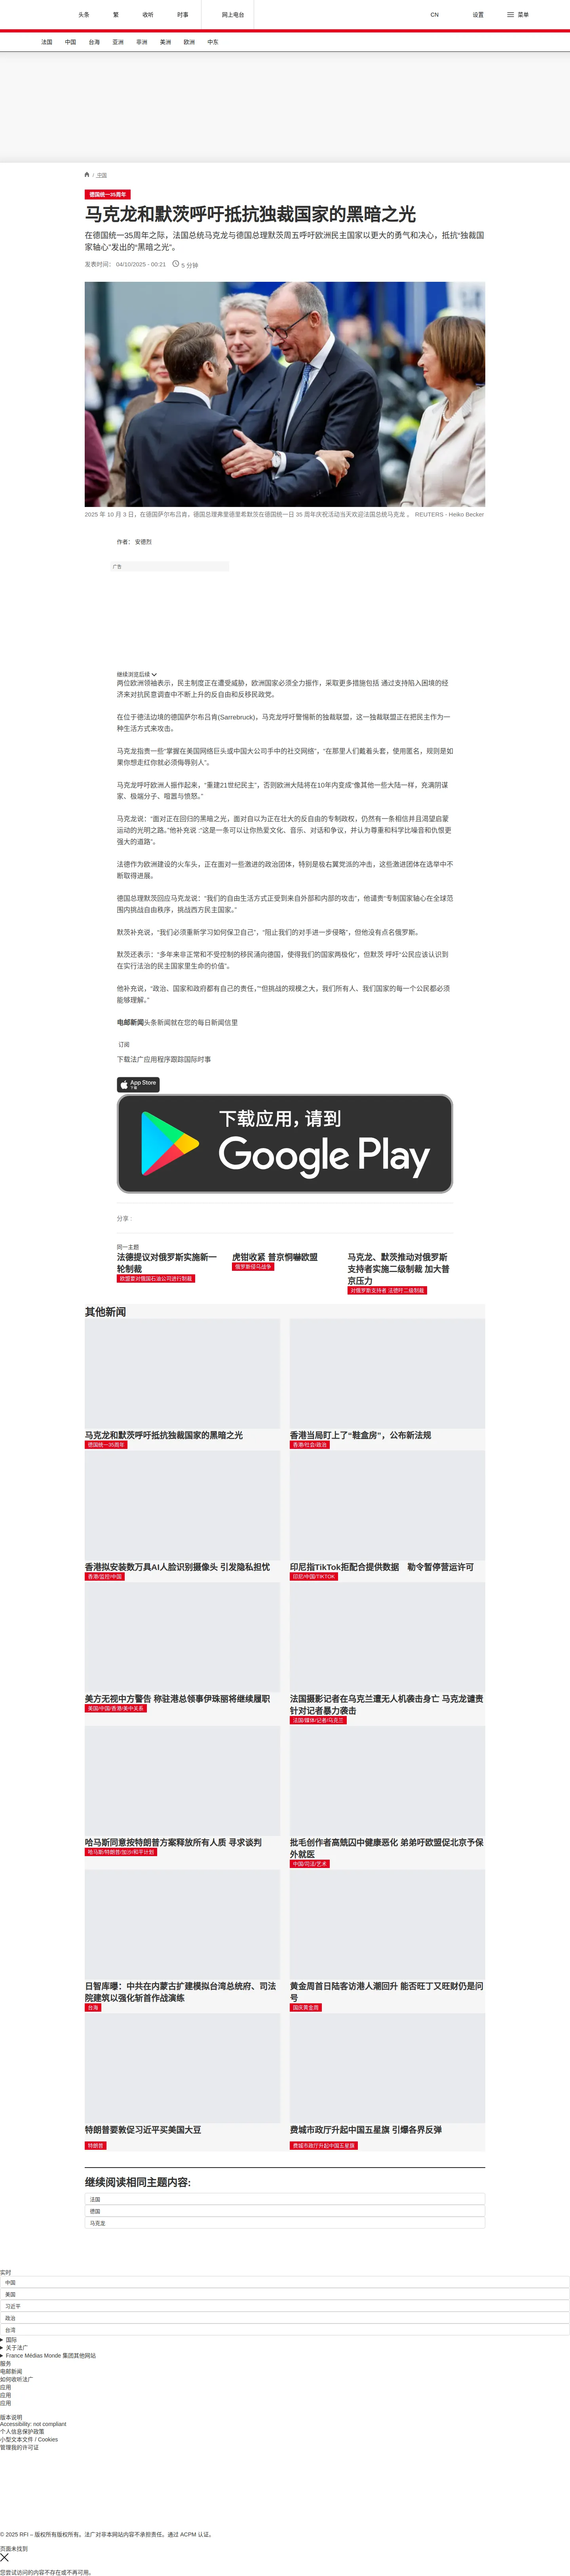 头条
繁
收听
时事
网上电台
CN
设置
菜单
法国
中国
台海
亚洲
非洲
美洲
欧洲
中东
/ 中国
德国统一35周年
马克龙和默茨呼吁抵抗独裁国家的黑暗之光
在德国统一35周年之际，法国总统马克龙与德国总理默茨周五呼吁欧洲民主国家以更大的勇气和决心，抵抗“独裁国
家轴心”发出的“黑暗之光”。
发表时间： 04/10/2025 - 00:21
5 分钟
2025 年 10 月 3 日，在德国萨尔布吕肯，德国总理弗里德里希默茨在德国统一日 35 周年庆祝活动当天欢迎法国总统马克龙 。 REUTERS - Heiko Becker
作者： 安德烈
广告
继续浏览后续
两位欧洲领袖表示，民主制度正在遭受威胁，欧洲国家必须全力振作，采取更多措施包括 通过支持陷入困境的经
济来对抗民意调查中不断上升的反自由和反移民政党。
在位于德法边境的德国萨尔布吕肯(Sarrebruck)，马克龙呼吁警惕新的独裁联盟，这一独裁联盟正在把民主作为一
种生活方式来攻击。
马克龙指责一些“掌握在美国网络巨头或中国大公司手中的社交网络”，“在那里人们戴着头套，使用匿名，规则是如
果你想走红你就必须侮辱别人”。
马克龙呼吁欧洲人振作起来，“重建21世纪民主”，否则欧洲大陆将在10年内变成“像其他一些大陆一样，充满阴谋
家、极端分子、喧嚣与愤怒。”
马克龙说：“面对正在回归的黑暗之光，面对自以为正在壮大的反自由的专制政权，仍然有一条相信并且渴望启蒙
运动的光明之路。”他补充说 :“这是一条可以让你热爱文化、音乐、对话和争议，并认为尊重和科学比噪音和仇恨更
强大的道路”。
法德作为欧洲建设的火车头，正在面对一些激进的政治团体，特别是极右翼党派的冲击，这些激进团体在选举中不
断取得进展。
德国总理默茨回应马克龙说：“我们的自由生活方式正受到来自外部和内部的攻击”，他谴责“专制国家轴心在全球范
围内挑战自由秩序，挑战西方民主国家。”
默茨补充说，“我们必须重新学习如何保卫自己”，“阻止我们的对手进一步侵略”，但他没有点名俄罗斯。
默茨还表示：“多年来非正常和不受控制的移民涌向德国，使得我们的国家两极化”，但默茨 呼吁“公民应该认识到
在实行法治的民主国家里生命的价值”。
他补充说，“政治、国家和政府都有自己的责任，”“但挑战的规模之大，我们所有人、我们国家的每一个公民都必须
能够理解。”
电邮新闻头条新闻就在您的每日新闻信里
订阅
下载法广应用程序跟踪国际时事
App Store
下载
下载应用，请到
Google Play
分享 :
同一主题
法德提议对俄罗斯实施新一
轮制裁
欧盟要对俄国石油公司进行制裁
虎钳收紧 普京恫嚇欧盟
俄罗斯侵乌战争
马克龙、默茨推动对俄罗斯
支持者实施二级制裁 加大普
京压力
对俄罗斯支持者 法德吁二级制裁
其他新闻
马克龙和默茨呼吁抵抗独裁国家的黑暗之光
德国统一35周年
香港当局盯上了“鞋盒房”，公布新法规
香港/社会/政治
香港拟安装数万具AI人脸识别摄像头 引发隐私担忧
香港/监控/中国
印尼指TikTok拒配合提供数据　勒令暂停营运许可
印尼/中国/TIKTOK
美方无视中方警告 称驻港总领事伊珠丽将继续履职
美国/中国/香港/美中关系
法国摄影记者在乌克兰遭无人机袭击身亡 马克龙谴责
针对记者暴力袭击
法国/媒体/记者/乌克兰
哈马斯同意按特朗普方案释放所有人质 寻求谈判
哈马斯/特朗普/加沙/和平计划
批毛创作者高兟囚中健康恶化 弟弟吁欧盟促北京予保
外就医
中国/司法/艺术
日智库曝：中共在内蒙古扩建模拟台湾总统府、司法
院建筑以强化斩首作战演练
台海
黄金周首日陆客访港人潮回升 能否旺丁又旺财仍是问
号
国庆黄金周
特朗普要敦促习近平买美国大豆
特朗普
费城市政厅升起中国五星旗 引爆各界反弹
费城市政厅升起中国五星旗
继续阅读相同主题内容:
法国
德国
马克龙
实时
中国
美国
习近平
政治
台湾
国际
关于法广
France Médias Monde 集团其他网站
服务
电邮新闻
如何收听法广
应用
应用
应用
版本说明
Accessibility: not compliant
个人信息保护政策
小型文本文件 / Cookies
管理我的许可证
© 2025 RFI – 版权所有版权所有。法广对非本网站内容不承担责任。通过 ACPM 认证。
页面未找到
您尝试访问的内容不存在或不再可用。